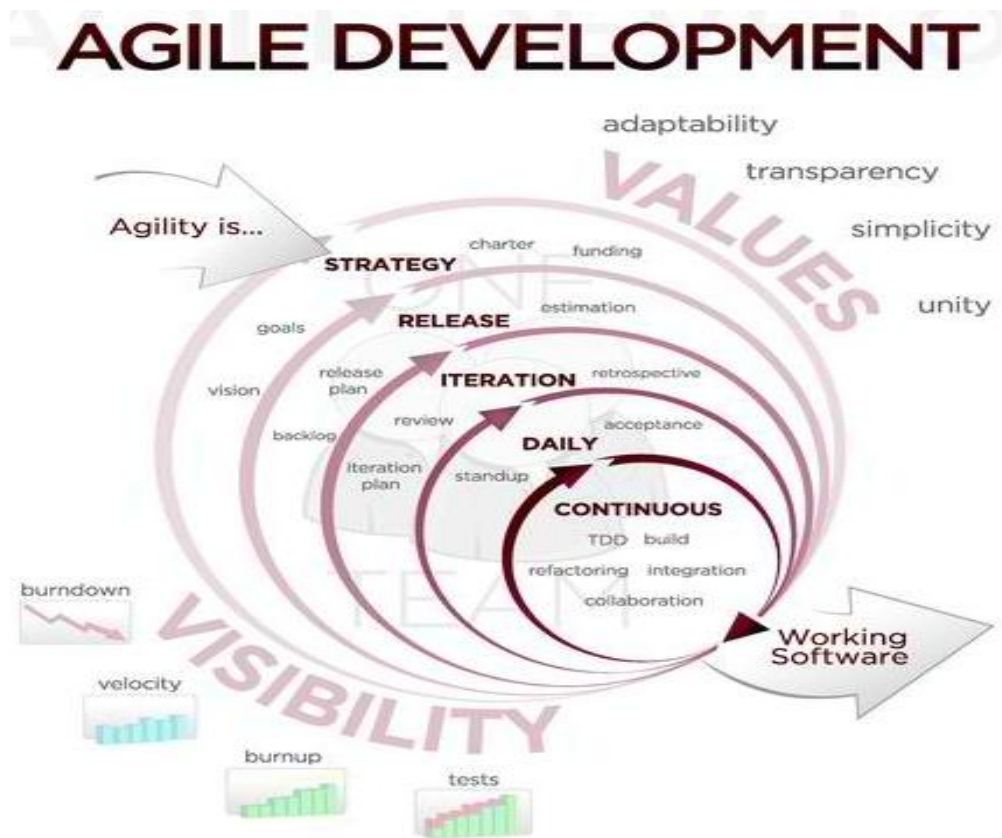 AGILE DEVELOPMENT
adaptability
transparency
simplicity
unity
VALUES
Agility is...
STRATEGY
charter
funding
goals
vision
RELEASE
estimation
release
plan
backlog
ITERATION
retrospective
review
iteration
plan
DAILY
acceptance
standup
CONTINUOUS
TDD build
refactoring integration
collaboration
ONE
TEAM
Working
Software
VISIBILITY
burndown
velocity
burnup
tests